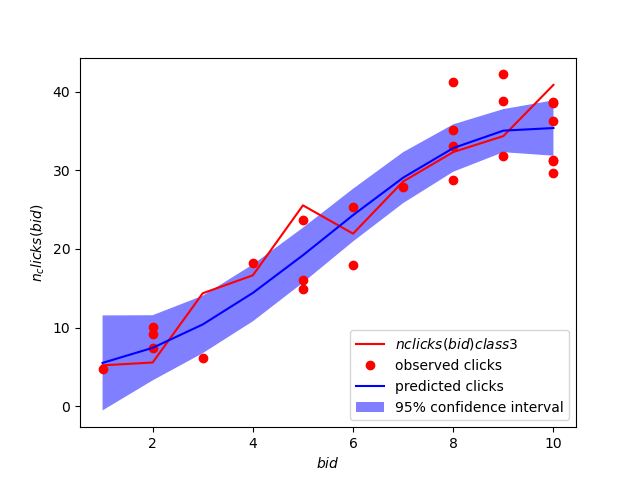 40
30
20
10
0
n_clicks(bid)
nclicks(bid)class3
observed clicks
predicted clicks
95% confidence interval
2 4 6 8 10
bid